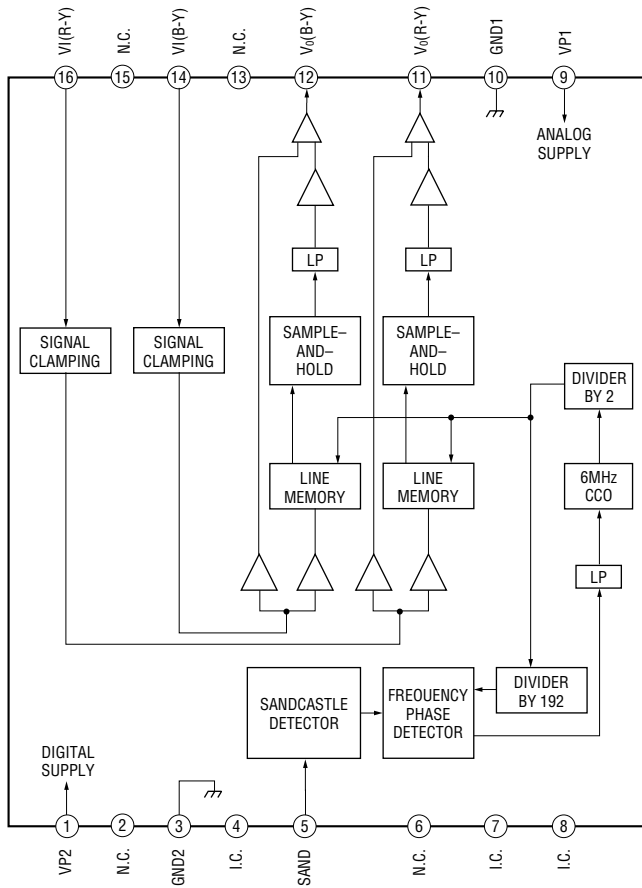 VI(R-Y)
N.C.
VI(B-Y)
N.C.
V₀(B-Y)
V₀(R-Y)
GND1
VP1
16
15
14
13
12
11
10
9
ANALOG
SUPPLY
LP
LP
SIGNAL
CLAMPING
SIGNAL
CLAMPING
SAMPLE–
AND–
HOLD
SAMPLE–
AND–
HOLD
DIVIDER
BY 2
LINE
MEMORY
LINE
MEMORY
6MHz
CCO
LP
SANDCASTLE
DETECTOR
FREOUENCY
PHASE
DETECTOR
DIVIDER
BY 192
DIGITAL
SUPPLY
1
2
3
4
5
6
7
8
VP2
N.C.
GND2
I.C.
SAND
N.C.
I.C.
I.C.